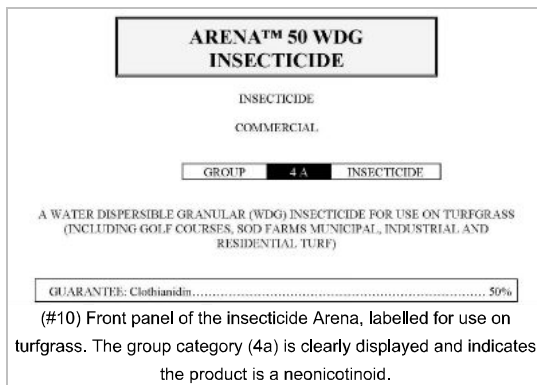 ARENA™ 50 WDG
INSECTICIDE
INSECTICIDE
COMMERCIAL
GROUP 4 A INSECTICIDE
A WATER DISPERSIBLE GRANULAR (WDG) INSECTICIDE FOR USE ON TURFGRASS
(INCLUDING GOLF COURSES, SOD FARMS MUNICIPAL, INDUSTRIAL AND
RESIDENTIAL TURF)
GUARANTEE: Clothianidin.......................................................................... 50%
(#10) Front panel of the insecticide Arena, labelled for use on
turfgrass. The group category (4a) is clearly displayed and indicates
the product is a neonicotinoid.